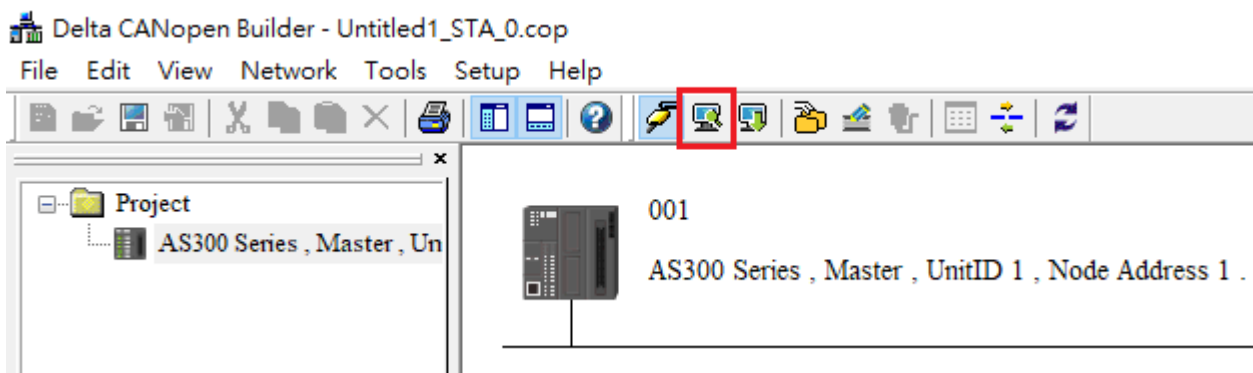 Delta CANopen Builder - Untitled1_STA_0.cop
File Edit View Network Tools Setup Help
Project
AS300 Series , Master , Un
001
AS300 Series , Master , UnitID 1 , Node Address 1 .